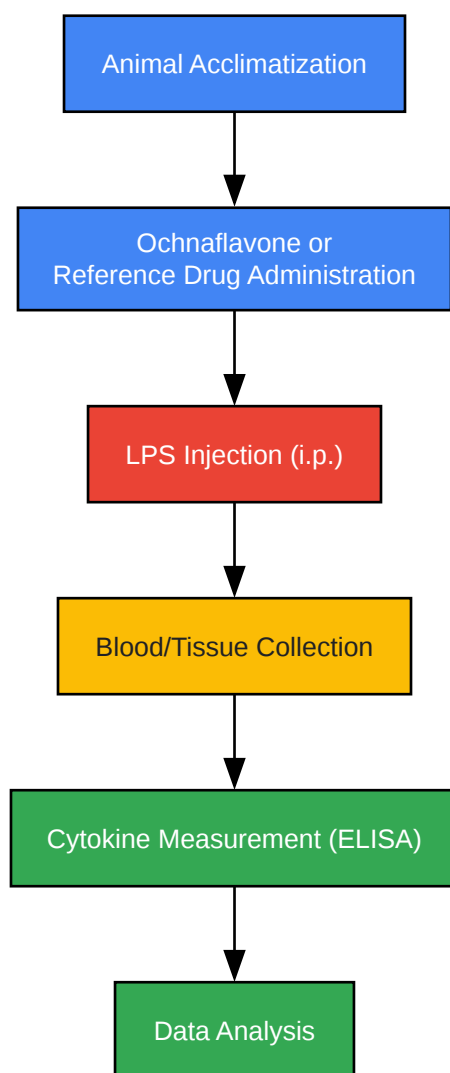 Animal Acclimatization
Ochnaflavone or
Reference Drug Administration
LPS Injection (i.p.)
Blood/Tissue Collection
Cytokine Measurement (ELISA)
Data Analysis